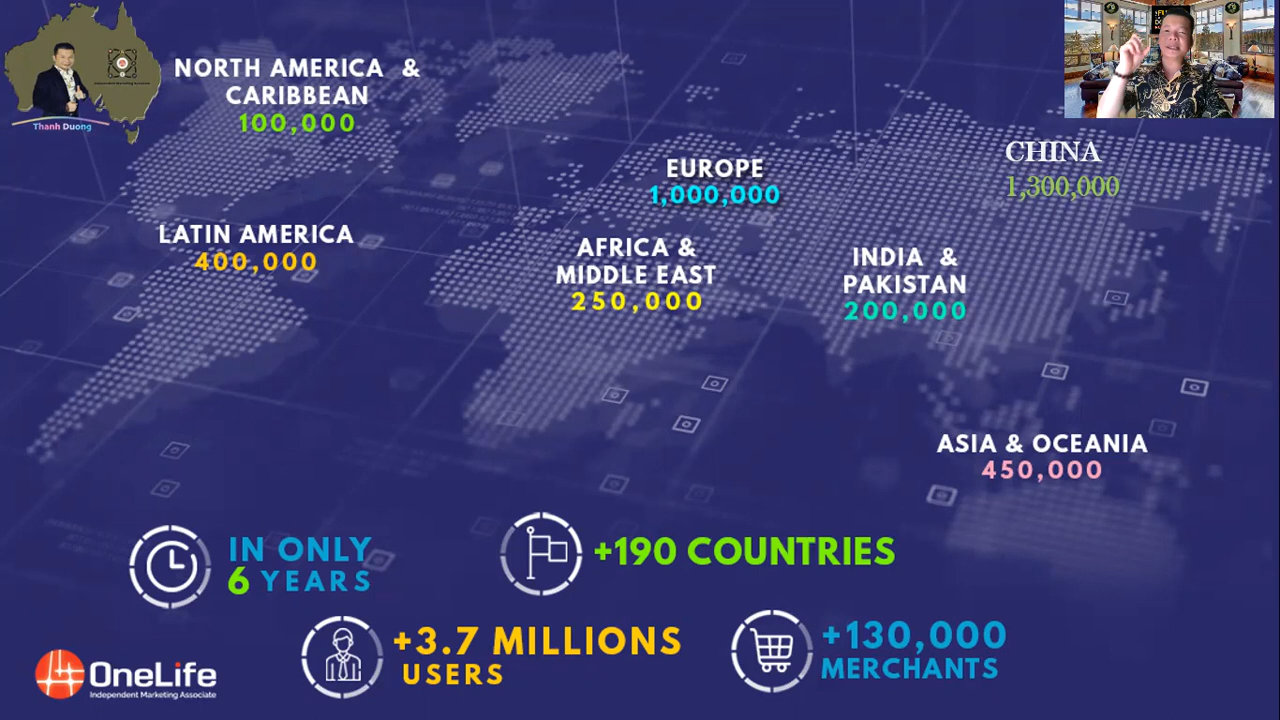 Thanh Duong
NORTH AMERICA &
CARIBBEAN
100,000
EUROPE
1,000,000
CHINA
1,300,000
LATIN AMERICA
400,000
AFRICA &
MIDDLE EAST
250,000
INDIA &
PAKISTAN
200,000
ASIA & OCEANIA
450,000
IN ONLY
6 YEARS
+190 COUNTRIES
+3.7 MILLIONS
USERS
+130,000
MERCHANTS
OneLife
Independent Marketing Associate